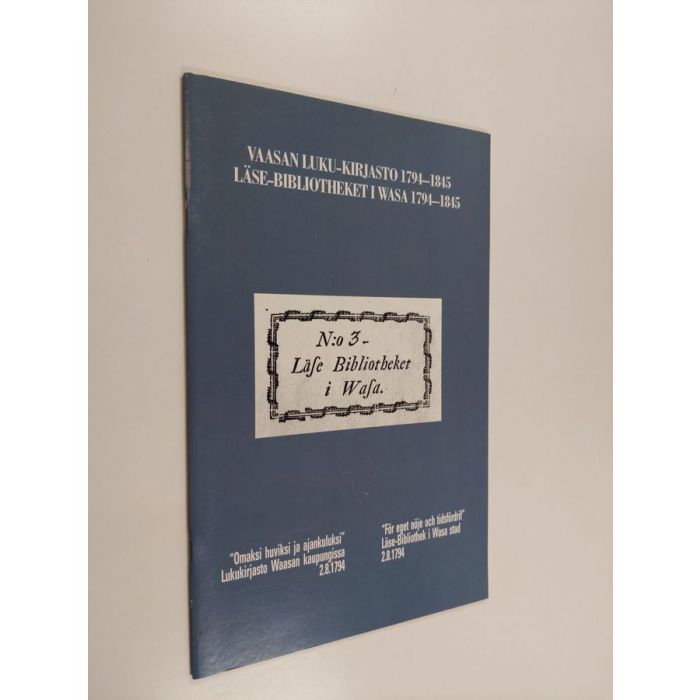 VAASAN LUKU-KIRJASTO 1794–1845
LÄSE-BIBLIOTHEKET I WASA 1794–1845
N:o 3-
Läſe Bibliotheket
i Waſa.
"Omaksi huviksi ja ajankuluksi"
Lukukirjasto Waasan kaupungissa
2.8.1794
"För eget nöje och tidsfördrif"
Läse-Bibliothek i Wasa stad
2.8.1794